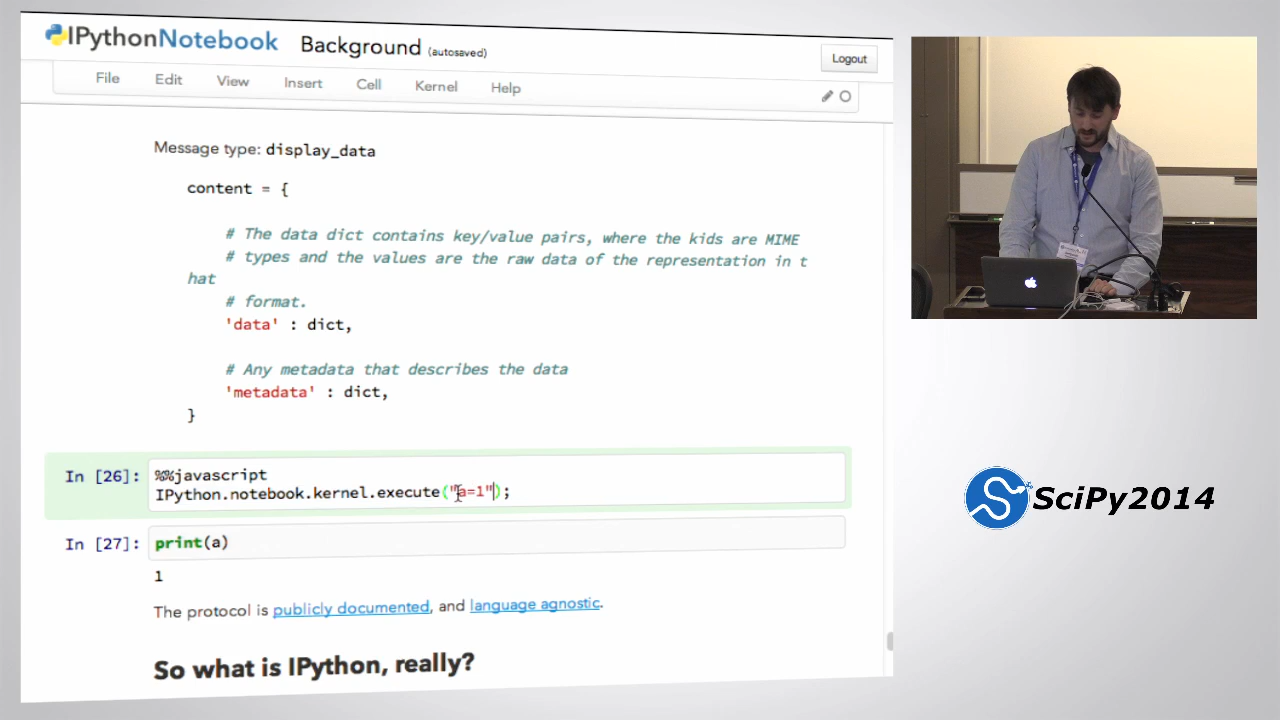 IPythonNotebook Background (autosaved)
Logout
File Edit View Insert Cell Kernel Help
Message type: display_data
content = {
# The data dict contains key/value pairs, where the kids are MIME
# types and the values are the raw data of the representation in t
hat
# format.
'data' : dict,
# Any metadata that describes the data
'metadata' : dict,
}
In [26]: %%javascript
IPython.notebook.kernel.execute("a=1");
In [27]: print(a)
1
The protocol is publicly documented, and language agnostic.
So what is IPython, really?
SciPy2014